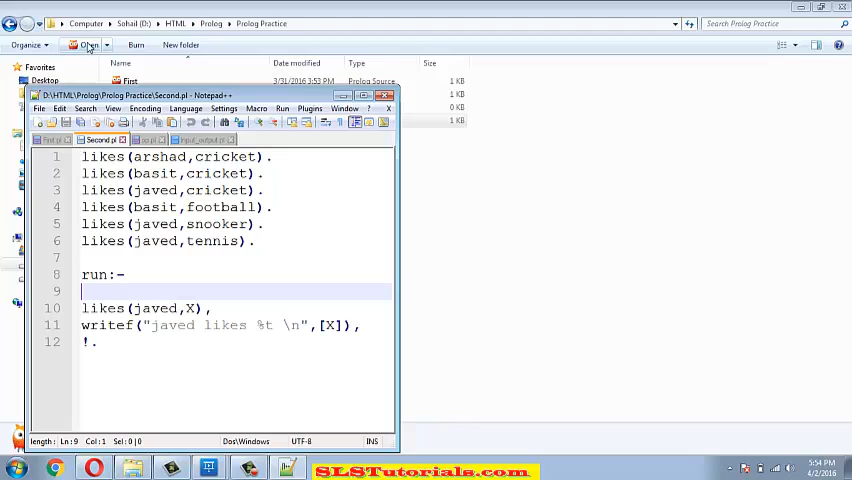 Computer ▸ Sohail (D:) ▸ HTML ▸ Prolog ▸ Prolog Practice
Search Prolog Practice
Organize Open Burn New folder
Name Date modified Type Size
Favorites
Desktop
First 3/31/2016 3:53 PM Prolog Source 1 KB
1 KB
0 KB
1 KB
D:\HTML\Prolog\Prolog Practice\Second.pl - Notepad++
File Edit Search View Encoding Language Settings Macro Run Plugins Window ? X
First.pl Second.pl op.pl input_output.pl
1 likes(arshad,cricket).
2 likes(basit,cricket).
3 likes(javed,cricket).
4 likes(basit,football).
5 likes(javed,snooker).
6 likes(javed,tennis).
7
8 run:-
9
10 likes(javed,X),
11 writef("javed likes %t \n",[X]),
12 !.
length : Ln : 9 Col : 1 Sel : 0 | 0 Dos\Windows UTF-8 INS
SLSTutorials.com
5:54 PM
4/2/2016